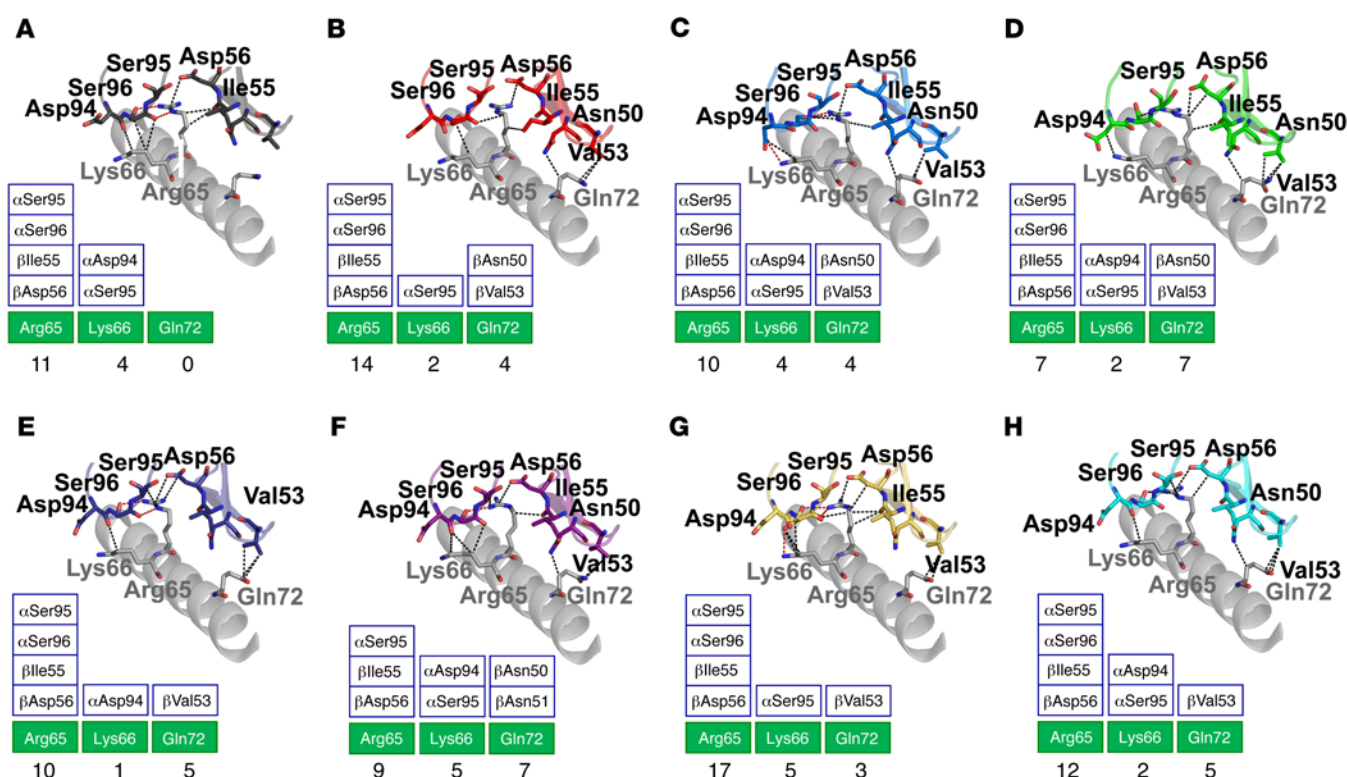 A
Ser95 Asp56
Ser96
Ile55
Asp94
Lys66
Arg65
αSer95
αSer96
βIle55 αAsp94
βAsp56 αSer95
Arg65 Lys66 Gln72
11 4 0
B
Ser95 Asp56
Ser96
Ile55
Asn50
Val53
Lys66
Arg65 Gln72
αSer95
αSer96
βIle55 βAsn50
βAsp56 αSer95 βVal53
Arg65 Lys66 Gln72
14 2 4
C
Ser95 Asp56
Ser96
Ile55
Asp94 Asn50
Val53
Lys66
Arg65 Gln72
αSer95
αSer96
βIle55 αAsp94 βAsn50
βAsp56 αSer95 βVal53
Arg65 Lys66 Gln72
10 4 4
D
Asp56
Ser95
Ile55
Asp94 Asn50
Lys66 Val53
Arg65 Gln72
αSer95
αSer96
βIle55 αAsp94 βAsn50
βAsp56 αSer95 βVal53
Arg65 Lys66 Gln72
7 2 7
E
Ser95 Asp56
Ser96
Val53
Asp94
Lys66
Arg65 Gln72
αSer95
αSer96
βIle55
βAsp56 αAsp94 βVal53
Arg65 Lys66 Gln72
10 1 5
F
Ser95 Asp56
Ser96 Ile55
Asp94 Asn50
Val53
Lys66
Arg65 Gln72
αSer95
βIle55 αAsp94 βAsn50
βAsp56 αSer95 βAsn51
Arg65 Lys66 Gln72
9 5 7
G
Ser95 Asp56
Ser96
Ile55
Asp94
Val53
Lys66
Arg65 Gln72
αSer95
αSer96
βIle55
βAsp56 αSer95 βVal53
Arg65 Lys66 Gln72
17 5 3
H
Ser95 Asp56
Ser96
Asn50
Asp94
Lys66 Val53
Arg65 Gln72
αSer95
αSer96
βIle55 αAsp94
βAsp56 αSer95 βVal53
Arg65 Lys66 Gln72
12 2 5